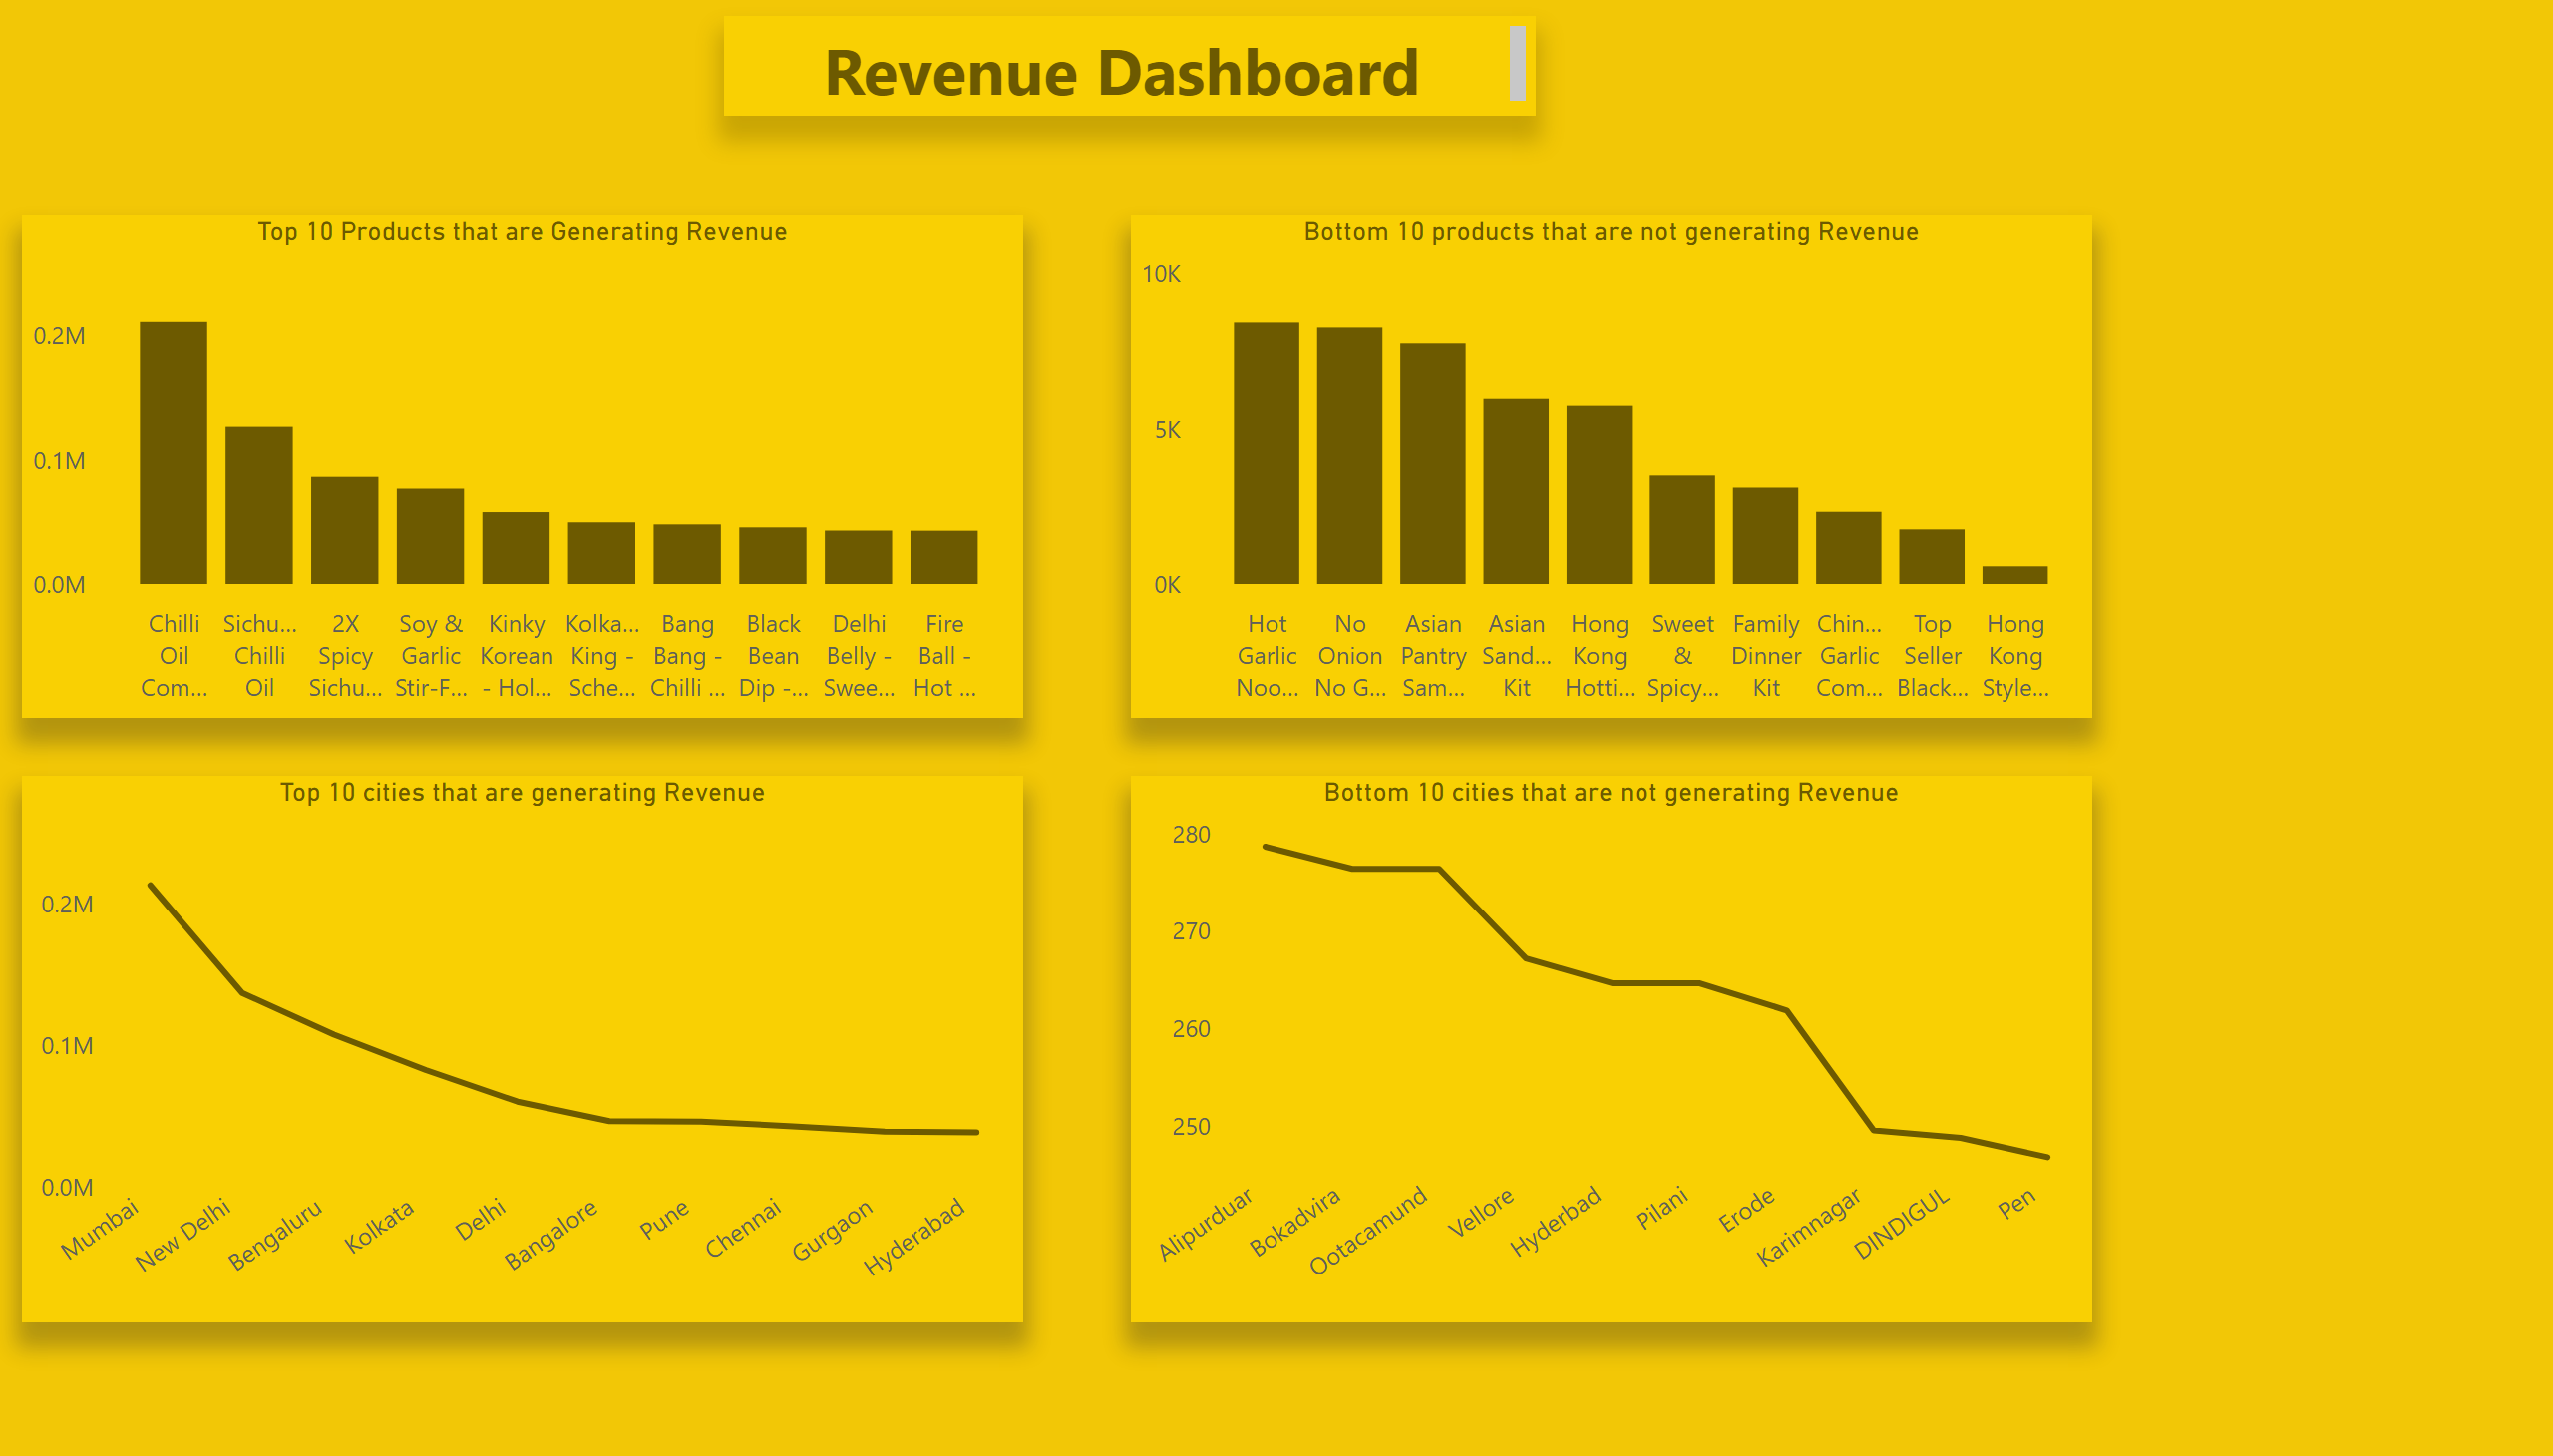 Revenue Dashboard
Top 10 Products that are Generating Revenue
0.2M
0.1M
0.0M
Chilli Oil Com...
Sichu... Chilli Oil
2X Spicy Sichu...
Soy & Garlic Stir-F...
Kinky Korean - Hol...
Kolka... King - Sche...
Bang Bang - Chilli ...
Black Bean Dip -...
Delhi Belly - Swee...
Fire Ball - Hot ...
Bottom 10 products that are not generating Revenue
10K
5K
0K
Hot Garlic Noo...
No Onion No G...
Asian Pantry Sam...
Asian Sand... Kit
Hong Kong Hotti...
Sweet & Spicy...
Family Dinner Kit
Chin... Garlic Com...
Top Seller Black...
Hong Kong Style...
Top 10 cities that are generating Revenue
0.2M
0.1M
0.0M
Mumbai
New Delhi
Bengaluru
Kolkata
Delhi
Bangalore
Pune
Chennai
Gurgaon
Hyderabad
Bottom 10 cities that are not generating Revenue
280
270
260
250
Alipurduar
Bokadvira
Ootacamund
Vellore
Hyderbad
Pilani
Erode
Karimnagar
DINDIGUL
Pen